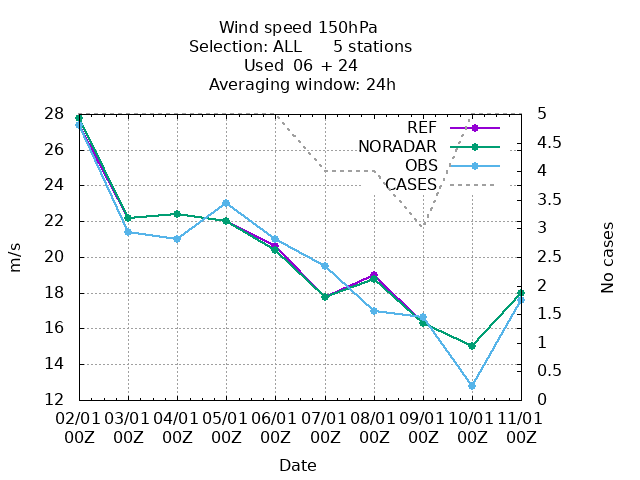 Wind speed 150hPa
Selection: ALL 5 stations
Used 06 + 24
Averaging window: 24h
REF
NORADAR
OBS
CASES
m/s
28
26
24
22
20
18
16
14
12
5
4.5
4
3.5
3
2.5
2
1.5
1
0.5
0
No cases
02/01 03/01 04/01 05/01 06/01 07/01 08/01 09/01 10/01 11/01
00Z 00Z 00Z 00Z 00Z 00Z 00Z 00Z 00Z 00Z
Date